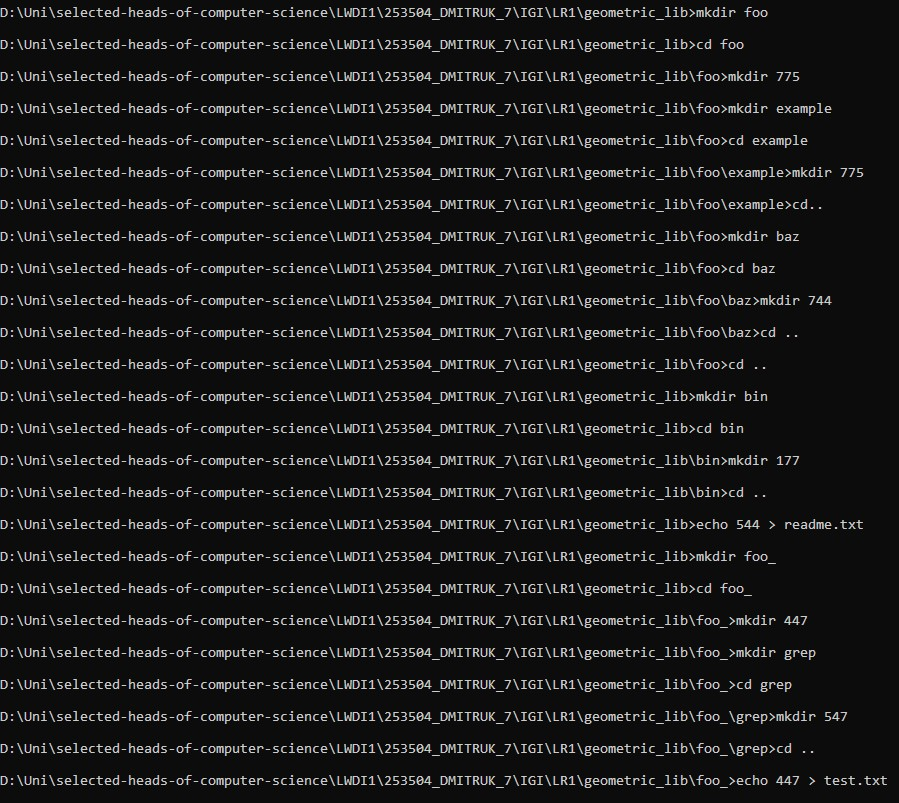 D:\Uni\selected-heads-of-computer-science\LWDI1\253504_DMITRUK_7\IGI\LR1\geometric_lib>mkdir foo
D:\Uni\selected-heads-of-computer-science\LWDI1\253504_DMITRUK_7\IGI\LR1\geometric_lib>cd foo
D:\Uni\selected-heads-of-computer-science\LWDI1\253504_DMITRUK_7\IGI\LR1\geometric_lib\foo>mkdir 775
D:\Uni\selected-heads-of-computer-science\LWDI1\253504_DMITRUK_7\IGI\LR1\geometric_lib\foo>mkdir example
D:\Uni\selected-heads-of-computer-science\LWDI1\253504_DMITRUK_7\IGI\LR1\geometric_lib\foo>cd example
D:\Uni\selected-heads-of-computer-science\LWDI1\253504_DMITRUK_7\IGI\LR1\geometric_lib\foo\example>mkdir 775
D:\Uni\selected-heads-of-computer-science\LWDI1\253504_DMITRUK_7\IGI\LR1\geometric_lib\foo\example>cd..
D:\Uni\selected-heads-of-computer-science\LWDI1\253504_DMITRUK_7\IGI\LR1\geometric_lib\foo>mkdir baz
D:\Uni\selected-heads-of-computer-science\LWDI1\253504_DMITRUK_7\IGI\LR1\geometric_lib\foo>cd baz
D:\Uni\selected-heads-of-computer-science\LWDI1\253504_DMITRUK_7\IGI\LR1\geometric_lib\foo\baz>mkdir 744
D:\Uni\selected-heads-of-computer-science\LWDI1\253504_DMITRUK_7\IGI\LR1\geometric_lib\foo\baz>cd ..
D:\Uni\selected-heads-of-computer-science\LWDI1\253504_DMITRUK_7\IGI\LR1\geometric_lib\foo>cd ..
D:\Uni\selected-heads-of-computer-science\LWDI1\253504_DMITRUK_7\IGI\LR1\geometric_lib>mkdir bin
D:\Uni\selected-heads-of-computer-science\LWDI1\253504_DMITRUK_7\IGI\LR1\geometric_lib>cd bin
D:\Uni\selected-heads-of-computer-science\LWDI1\253504_DMITRUK_7\IGI\LR1\geometric_lib\bin>mkdir 177
D:\Uni\selected-heads-of-computer-science\LWDI1\253504_DMITRUK_7\IGI\LR1\geometric_lib\bin>cd ..
D:\Uni\selected-heads-of-computer-science\LWDI1\253504_DMITRUK_7\IGI\LR1\geometric_lib>echo 544 > readme.txt
D:\Uni\selected-heads-of-computer-science\LWDI1\253504_DMITRUK_7\IGI\LR1\geometric_lib>mkdir foo_
D:\Uni\selected-heads-of-computer-science\LWDI1\253504_DMITRUK_7\IGI\LR1\geometric_lib>cd foo_
D:\Uni\selected-heads-of-computer-science\LWDI1\253504_DMITRUK_7\IGI\LR1\geometric_lib\foo_>mkdir 447
D:\Uni\selected-heads-of-computer-science\LWDI1\253504_DMITRUK_7\IGI\LR1\geometric_lib\foo_>mkdir grep
D:\Uni\selected-heads-of-computer-science\LWDI1\253504_DMITRUK_7\IGI\LR1\geometric_lib\foo_>cd grep
D:\Uni\selected-heads-of-computer-science\LWDI1\253504_DMITRUK_7\IGI\LR1\geometric_lib\foo_\grep>mkdir 547
D:\Uni\selected-heads-of-computer-science\LWDI1\253504_DMITRUK_7\IGI\LR1\geometric_lib\foo_\grep>cd ..
D:\Uni\selected-heads-of-computer-science\LWDI1\253504_DMITRUK_7\IGI\LR1\geometric_lib\foo_>echo 447 > test.txt